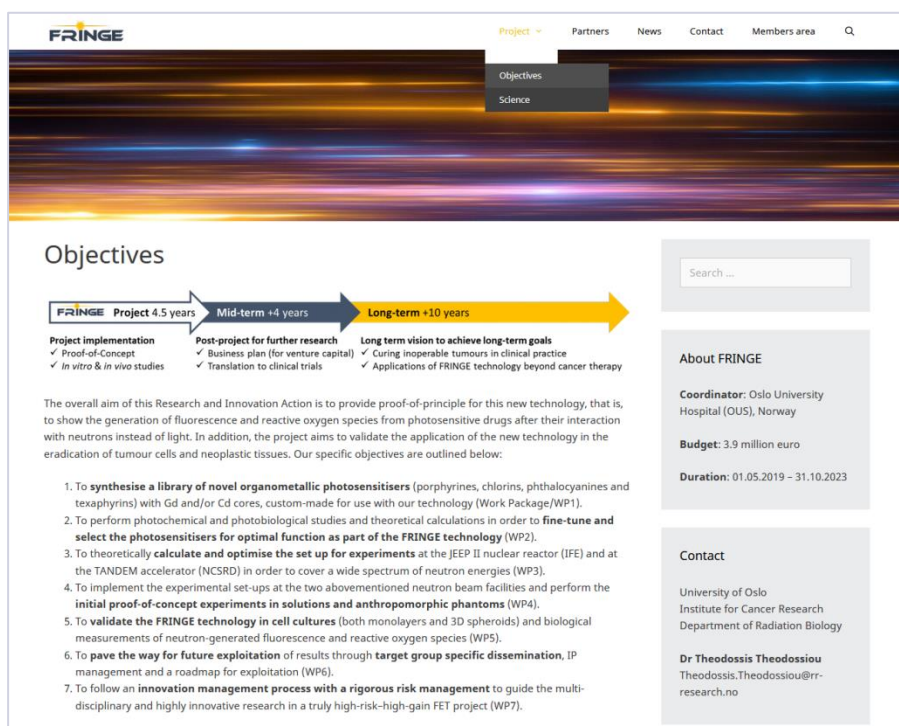 FRINGE
Project
Partners
News
Contact
Members area
Objectives
Science
Objectives
FRINGE Project 4.5 years
Mid-term +4 years
Long-term +10 years
Project implementation
✓ Proof-of-Concept
✓ In vitro & in vivo studies
Post-project for further research
✓ Business plan (for venture capital)
✓ Translation to clinical trials
Long term vision to achieve long-term goals
✓ Curing inoperable tumours in clinical practice
✓ Applications of FRINGE technology beyond cancer therapy
The overall aim of this Research and Innovation Action is to provide proof-of-principle for this new technology, that is,
to show the generation of fluorescence and reactive oxygen species from photosensitive drugs after their interaction
with neutrons instead of light. In addition, the project aims to validate the application of the new technology in the
eradication of tumour cells and neoplastic tissues. Our specific objectives are outlined below:
1. To synthesise a library of novel organometallic photosensitisers (porphyrines, chlorins, phthalocyanines and
texaphyrins) with Gd and/or Cd cores, custom-made for use with our technology (Work Package/WP1).
2. To perform photochemical and photobiological studies and theoretical calculations in order to fine-tune and
select the photosensitisers for optimal function as part of the FRINGE technology (WP2).
3. To theoretically calculate and optimise the set up for experiments at the JEEP II nuclear reactor (IFE) and at
the TANDEM accelerator (NCSRD) in order to cover a wide spectrum of neutron energies (WP3).
4. To implement the experimental set-ups at the two abovementioned neutron beam facilities and perform the
initial proof-of-concept experiments in solutions and anthropomorphic phantoms (WP4).
5. To validate the FRINGE technology in cell cultures (both monolayers and 3D spheroids) and biological
measurements of neutron-generated fluorescence and reactive oxygen species (WP5).
6. To pave the way for future exploitation of results through target group specific dissemination, IP
management and a roadmap for exploitation (WP6).
7. To follow an innovation management process with a rigorous risk management to guide the multi-
disciplinary and highly innovative research in a truly high-risk–high-gain FET project (WP7).
Search ...
About FRINGE
Coordinator: Oslo University
Hospital (OUS), Norway
Budget: 3.9 million euro
Duration: 01.05.2019 – 31.10.2023
Contact
University of Oslo
Institute for Cancer Research
Department of Radiation Biology
Dr Theodossis Theodossiou
Theodossis.Theodossiou@rr-
research.no